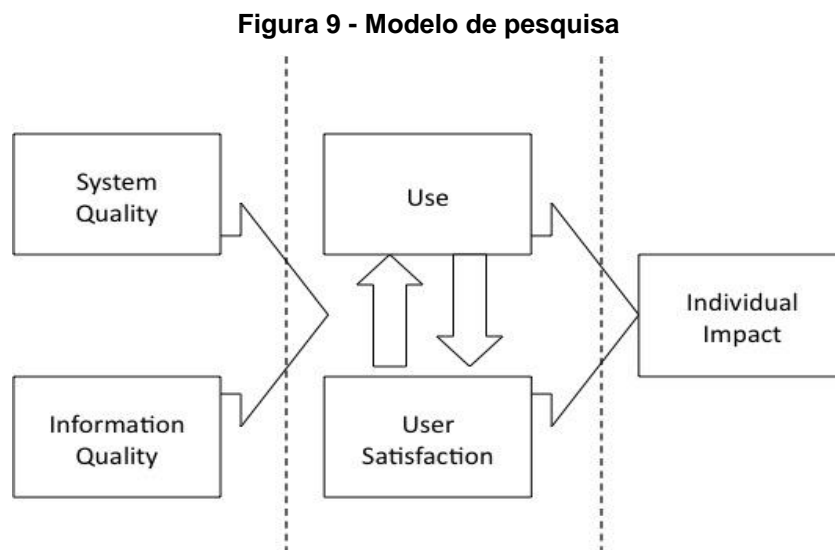 Figura 9 - Modelo de pesquisa
System
Quality
Use
Individual
Impact
Information
Quality
User
Satisfaction